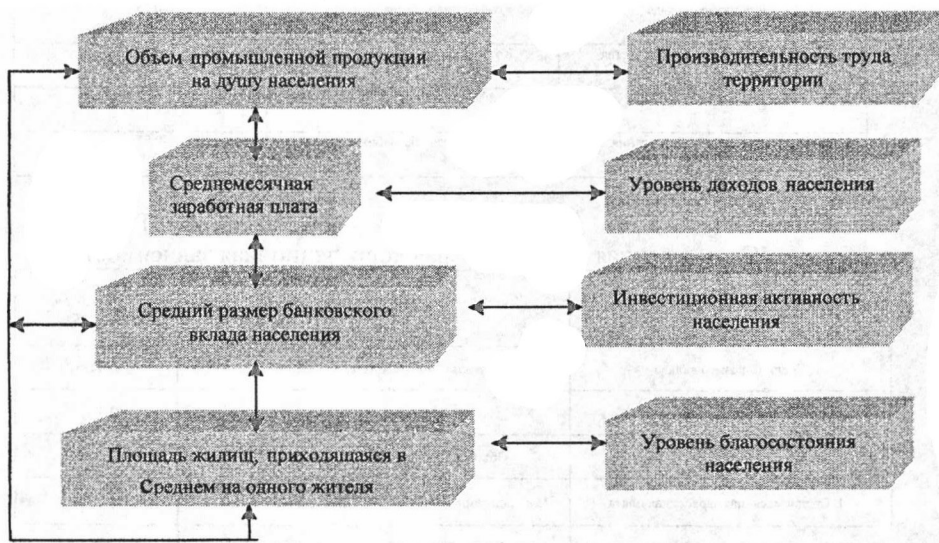 Объем промышленной продукции
на душу населения
Производительность труда
территории
Среднемесячная
заработная плата
Уровень доходов населения
Средний размер банковского
вклада населения
Инвестиционная активность
населения
Площадь жилищ, приходящаяся в
Среднем на одного жителя
Уровень благосостояния
населения